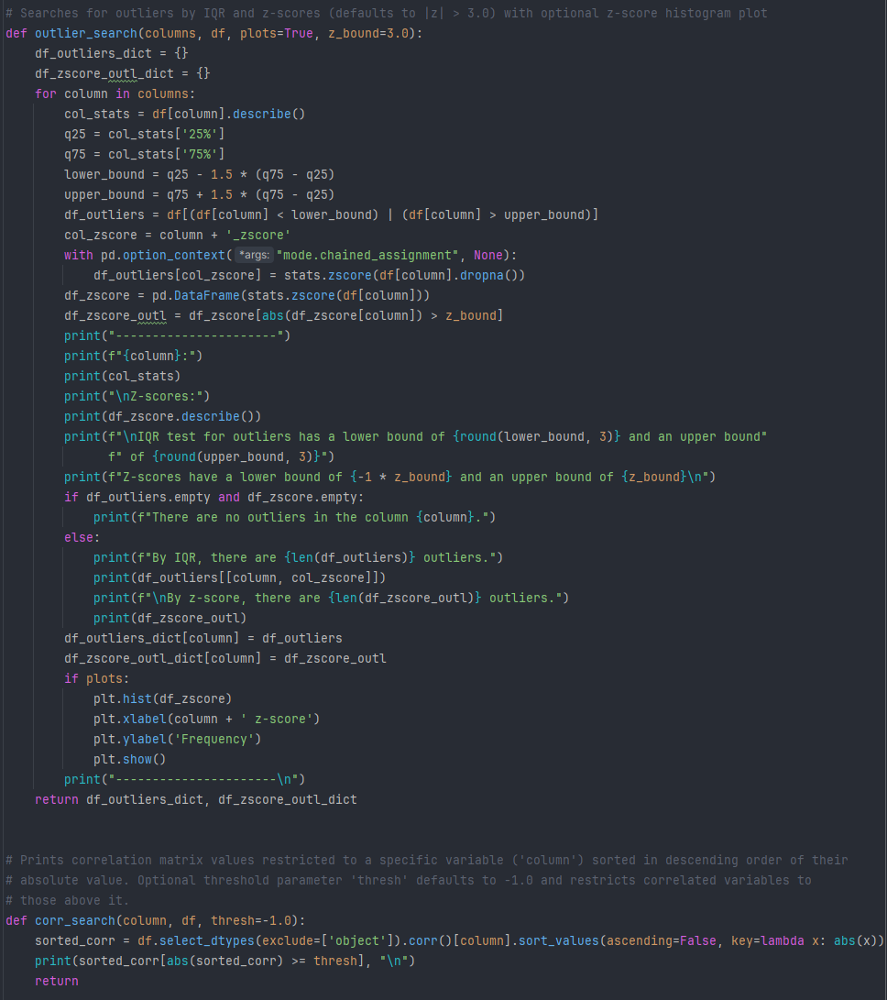 # Searches for outliers by IQR and z-scores (defaults to |z| > 3.0) with optional z-score histogram plot
def outlier_search(columns, df, plots=True, z_bound=3.0):
    df_outliers_dict = {}
    df_zscore_outl_dict = {}
    for column in columns:
        col_stats = df[column].describe()
        q25 = col_stats['25%']
        q75 = col_stats['75%']
        lower_bound = q25 - 1.5 * (q75 - q25)
        upper_bound = q75 + 1.5 * (q75 - q25)
        df_outliers = df[(df[column] < lower_bound) | (df[column] > upper_bound)]
        col_zscore = column + '_zscore'
        with pd.option_context( *args: "mode.chained_assignment", None):
            df_outliers[col_zscore] = stats.zscore(df[column].dropna())
        df_zscore = pd.DataFrame(stats.zscore(df[column]))
        df_zscore_outl = df_zscore[abs(df_zscore[column]) > z_bound]
        print("----------------------")
        print(f"{column}:")
        print(col_stats)
        print("\nZ-scores:")
        print(df_zscore.describe())
        print(f"\nIQR test for outliers has a lower bound of {round(lower_bound, 3)} and an upper bound"
              f" of {round(upper_bound, 3)}")
        print(f"Z-scores have a lower bound of {-1 * z_bound} and an upper bound of {z_bound}\n")
        if df_outliers.empty and df_zscore.empty:
            print(f"There are no outliers in the column {column}.")
        else:
            print(f"By IQR, there are {len(df_outliers)} outliers.")
            print(df_outliers[[column, col_zscore]])
            print(f"\nBy z-score, there are {len(df_zscore_outl)} outliers.")
            print(df_zscore_outl)
        df_outliers_dict[column] = df_outliers
        df_zscore_outl_dict[column] = df_zscore_outl
        if plots:
            plt.hist(df_zscore)
            plt.xlabel(column + ' z-score')
            plt.ylabel('Frequency')
            plt.show()
        print("----------------------\n")
    return df_outliers_dict, df_zscore_outl_dict
# Prints correlation matrix values restricted to a specific variable ('column') sorted in descending order of their
# absolute value. Optional threshold parameter 'thresh' defaults to -1.0 and restricts correlated variables to
# those above it.
def corr_search(column, df, thresh=-1.0):
    sorted_corr = df.select_dtypes(exclude=['object']).corr()[column].sort_values(ascending=False, key=lambda x: abs(x))
    print(sorted_corr[abs(sorted_corr) >= thresh], "\n")
    return